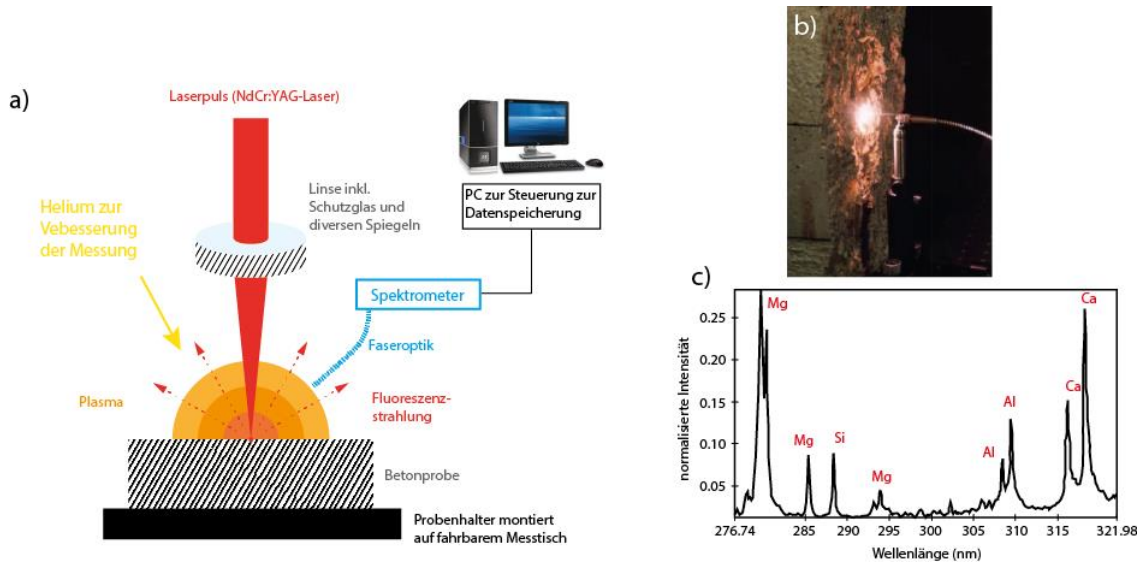 a)
Laserpuls (NdCr:YAG-Laser)
Linse inkl.
Schutzglas und
diversen Spiegeln
PC zur Steuerung zur
Datenspeicherung
Helium zur
Vebesserung
der Messung
Spektrometer
Faseroptik
Plasma
Fluoreszenz-
strahlung
Betonprobe
Probenhalter montiert
auf fahrbarem Messtisch
b)
c)
normalisierte Intensität
0.25
0.20
0.15
0.10
0.05
Mg
Mg
Si
Mg
Al
Al
Ca
Ca
276.74 285 290 295 300 305 310 315 321.98
Wellenlänge (nm)